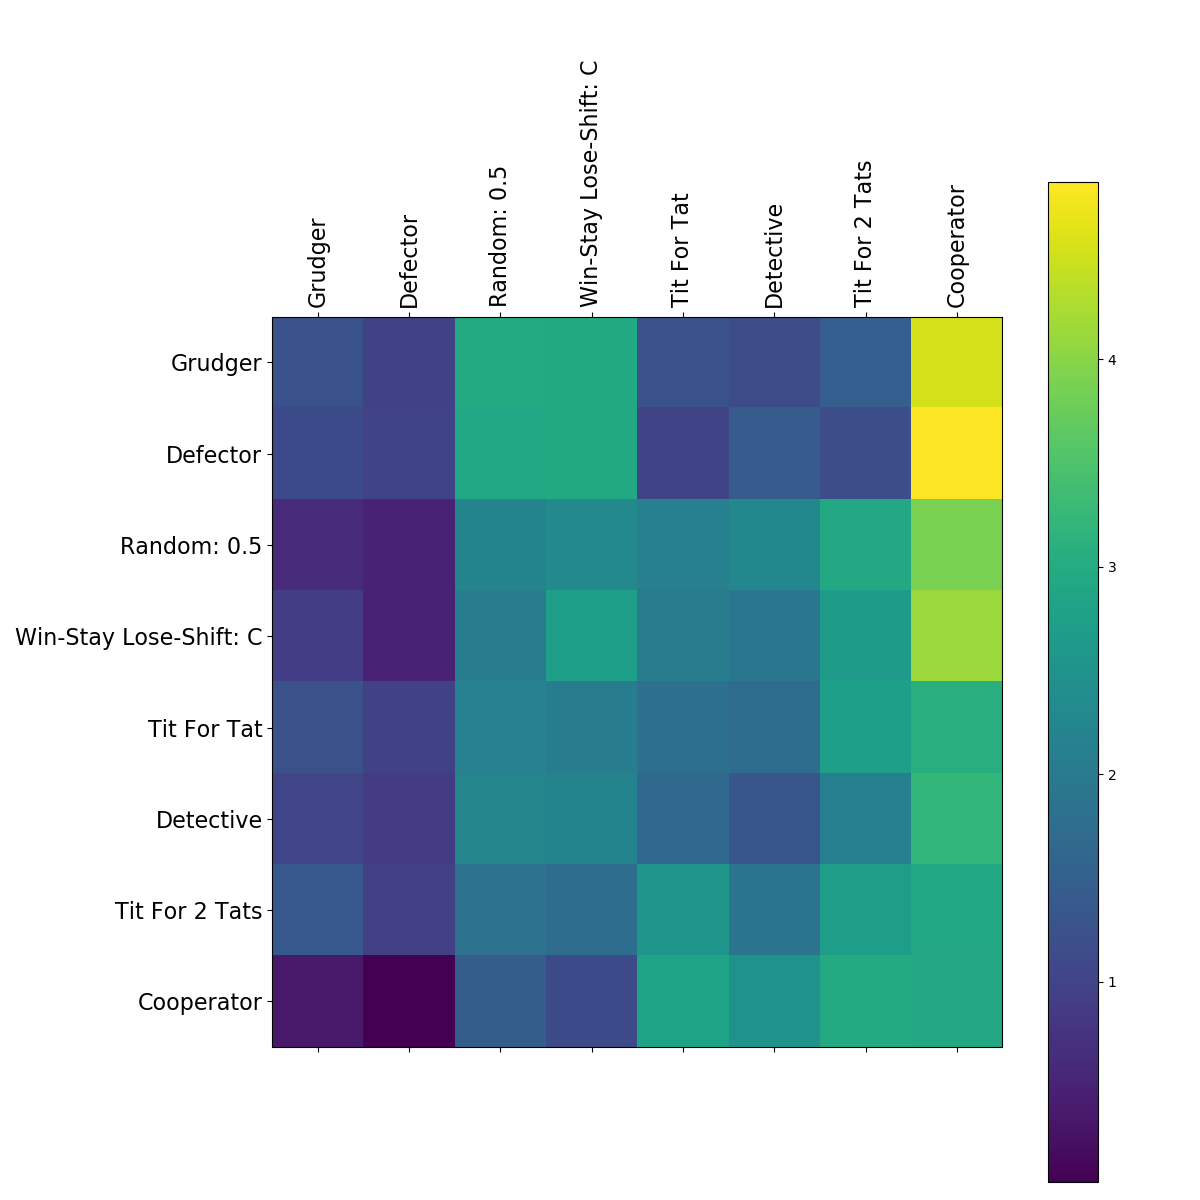 Grudger
Defector
Random: 0.5
Win-Stay Lose-Shift: C
Tit For Tat
Detective
Tit For 2 Tats
Cooperator
Grudger
Defector
Random: 0.5
Win-Stay Lose-Shift: C
Tit For Tat
Detective
Tit For 2 Tats
Cooperator
4
3
2
1